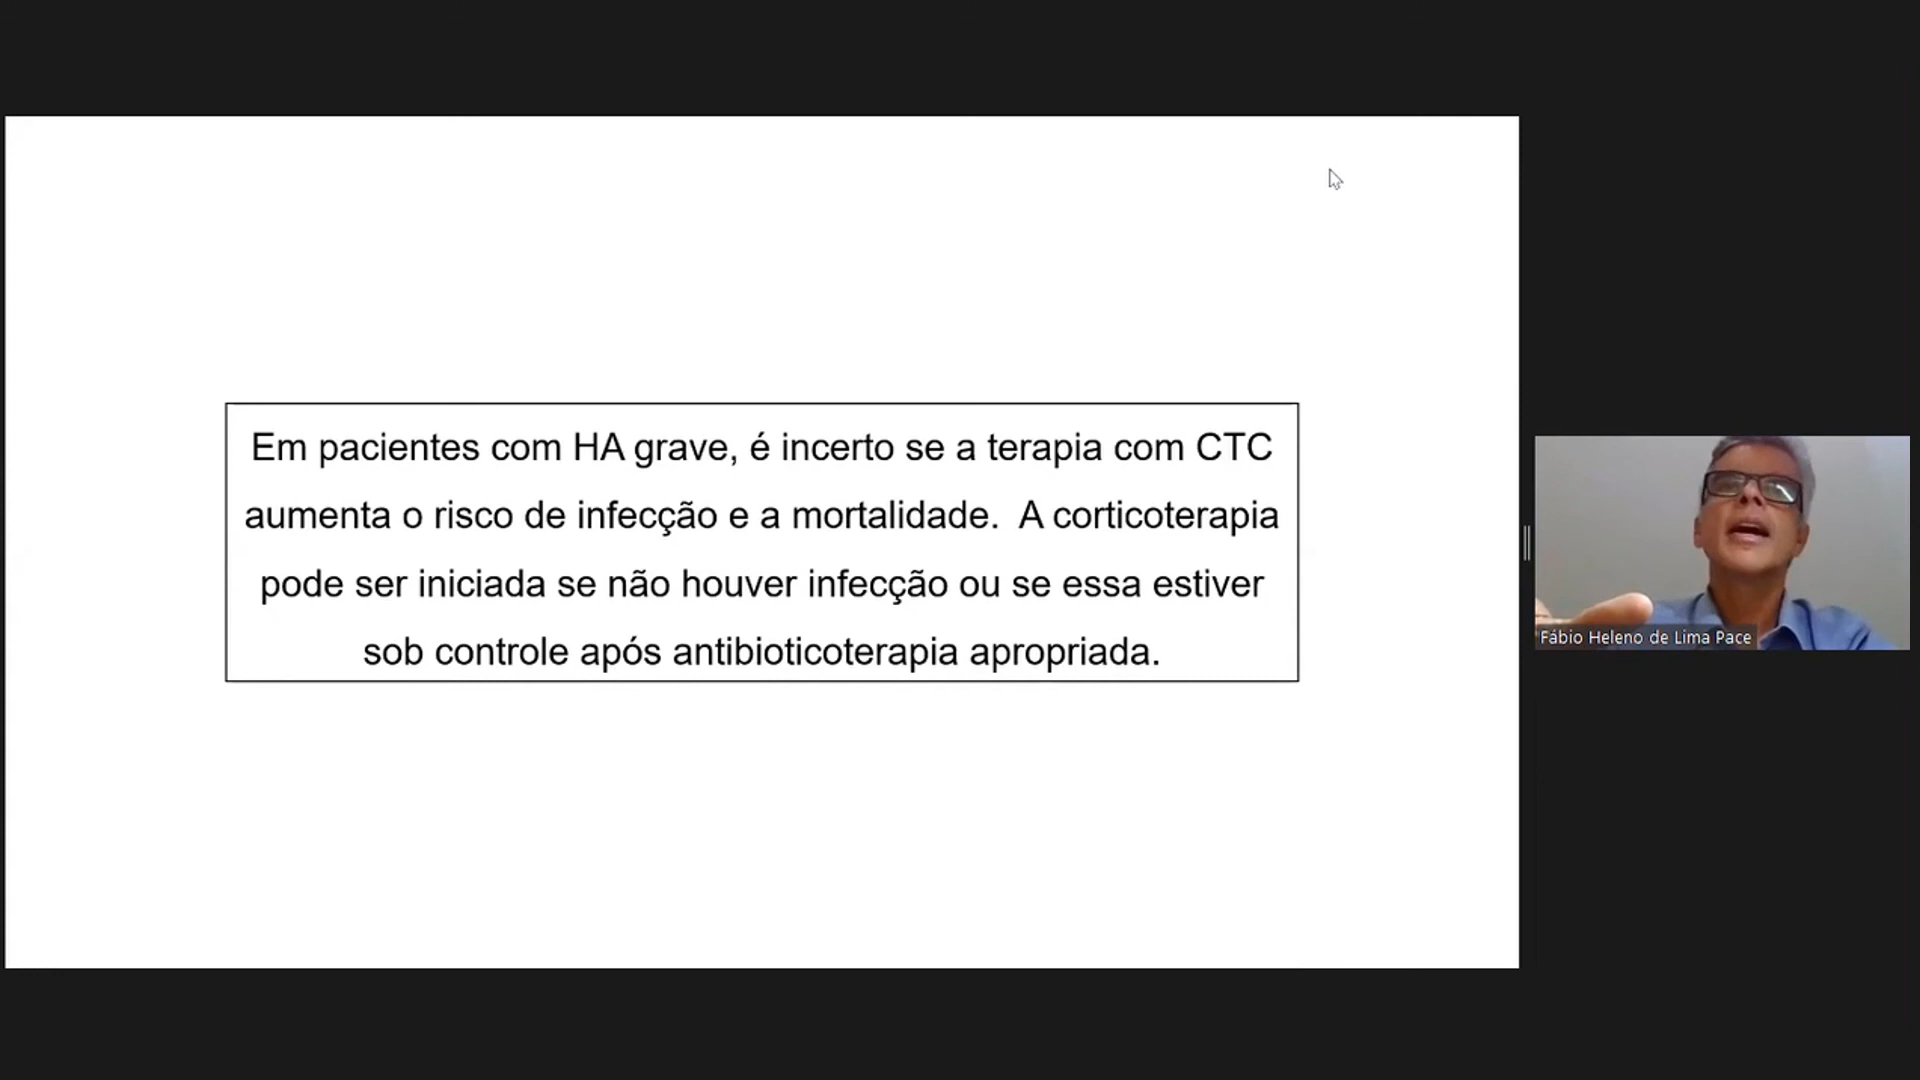 Em pacientes com HA grave, é incerto se a terapia com CTC
aumenta o risco de infecção e a mortalidade.  A corticoterapia
pode ser iniciada se não houver infecção ou se essa estiver
sob controle após antibioticoterapia apropriada.
Fábio Heleno de Lima Pace